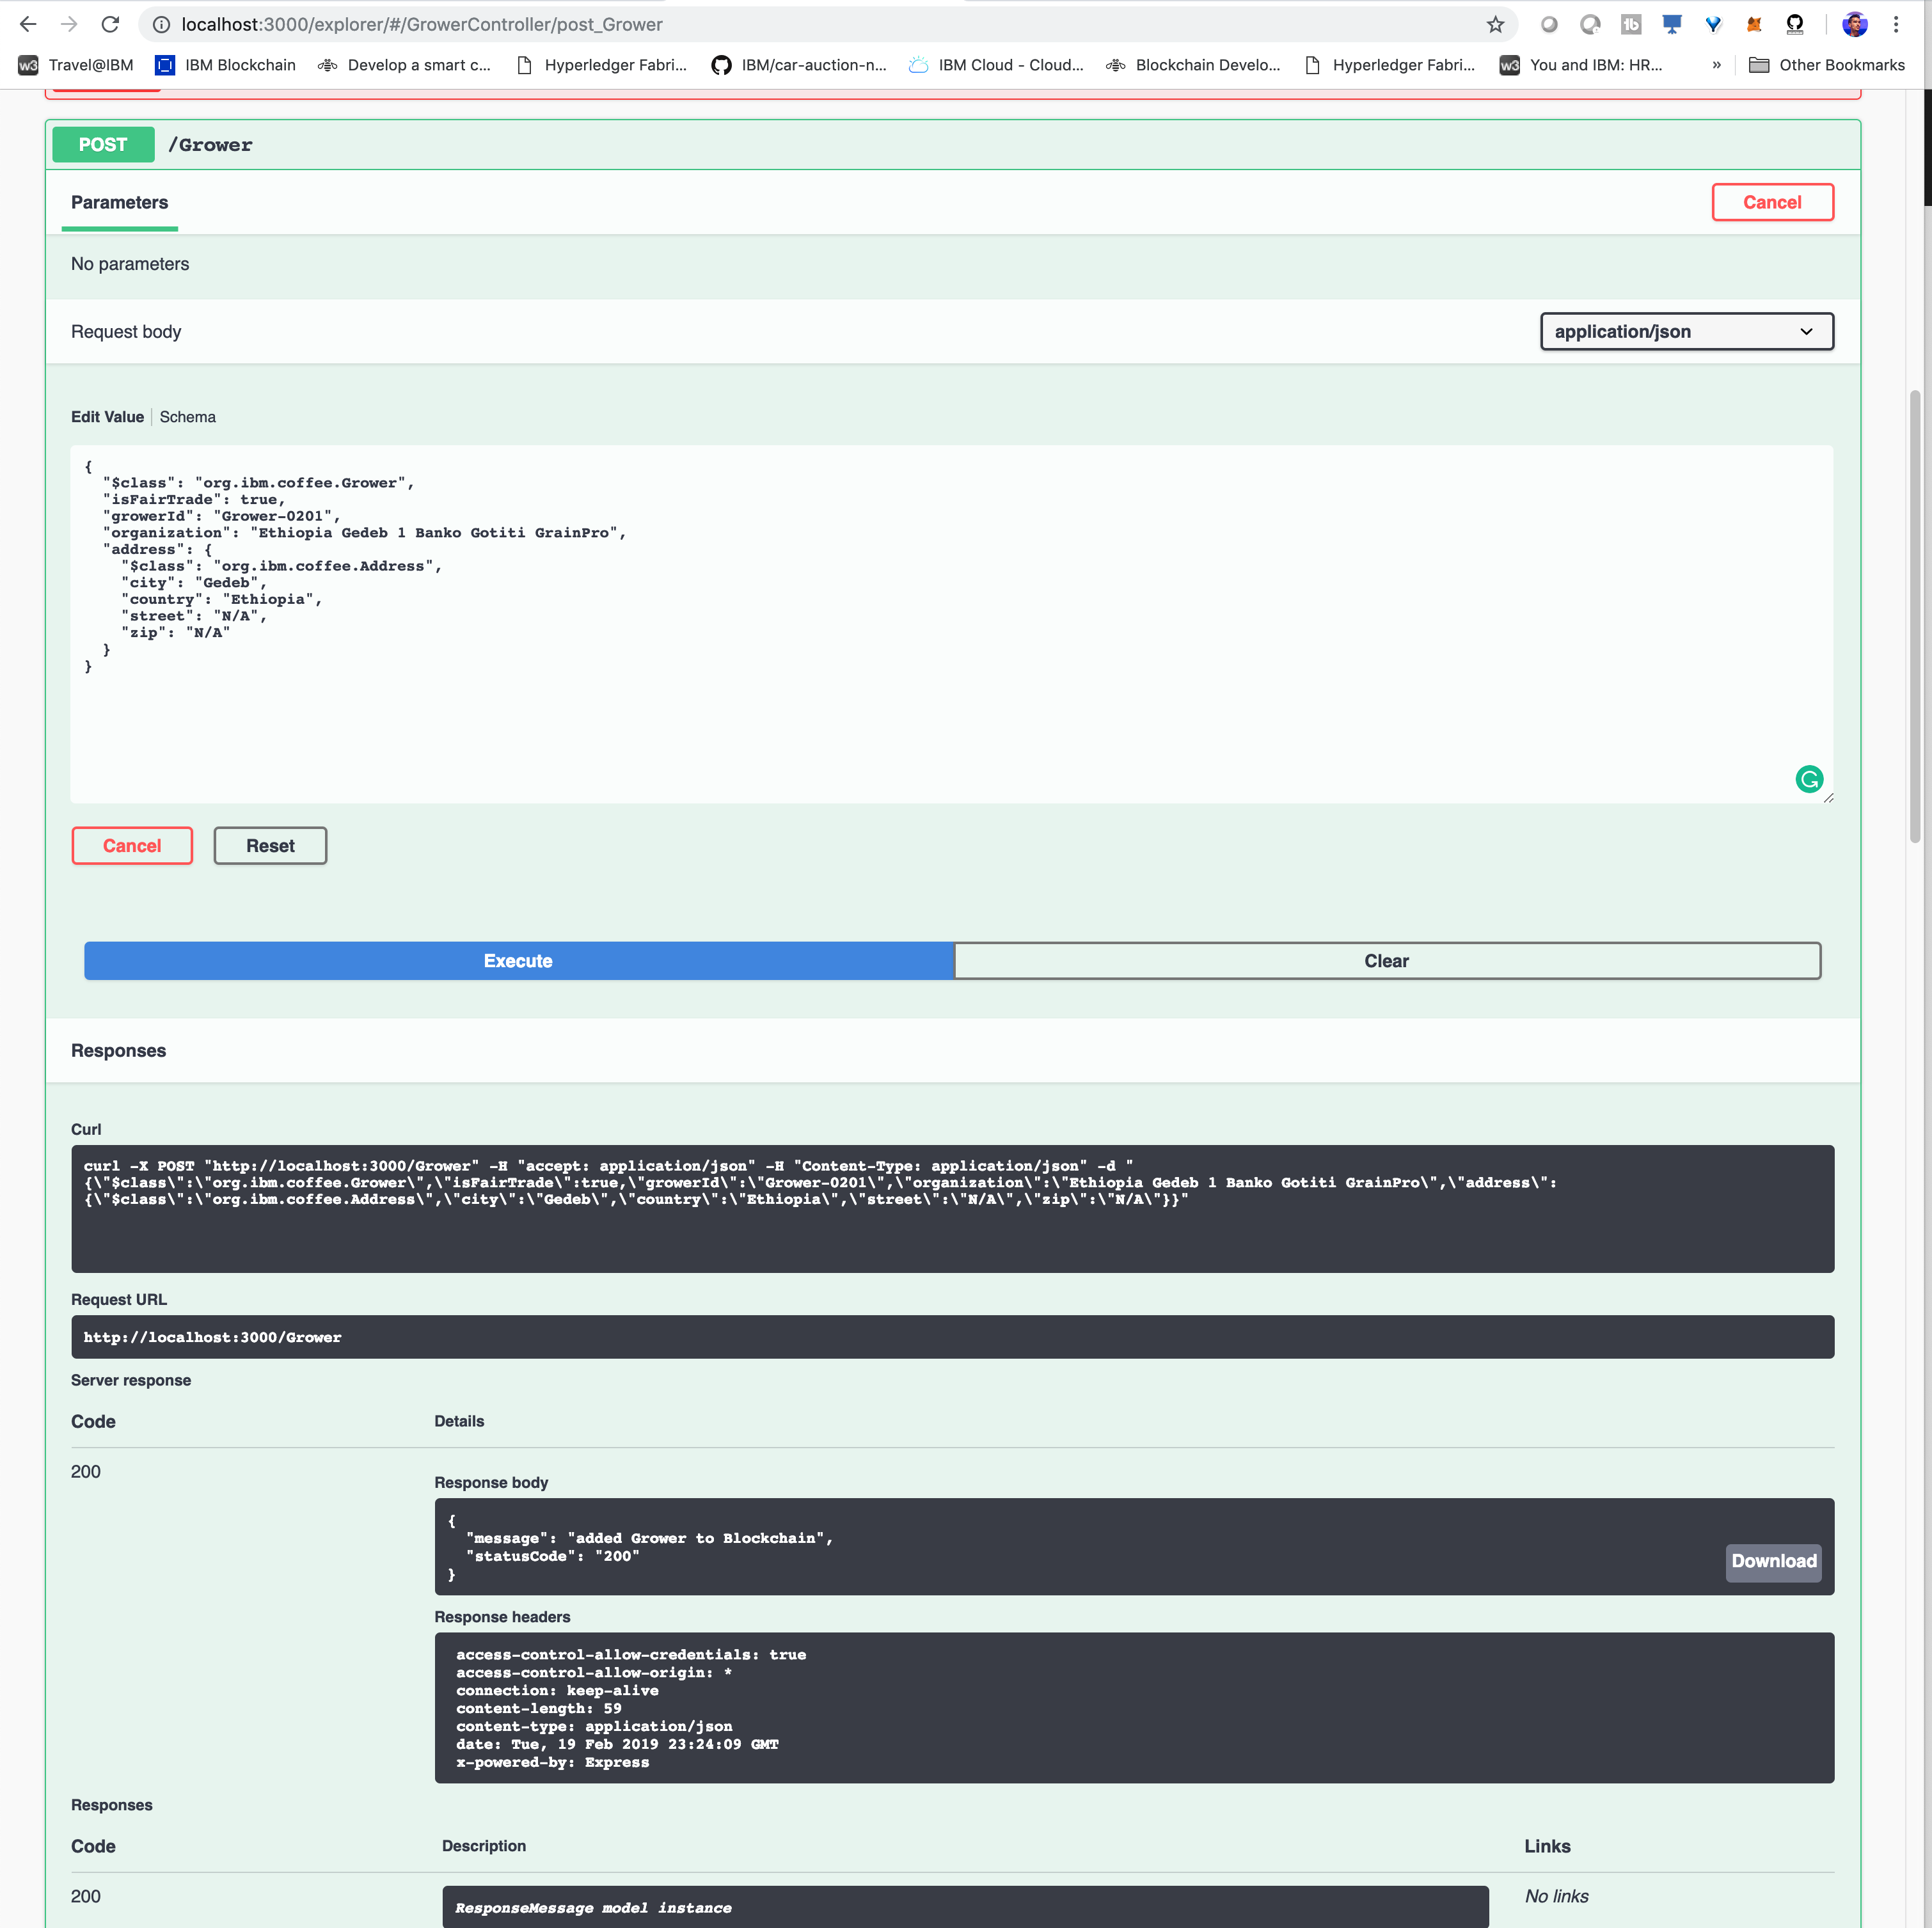 localhost:3000/explorer/#/GrowerController/post_Grower
Travel@IBM IBM Blockchain Develop a smart c... Hyperledger Fabri... IBM/car-auction-n... IBM Cloud - Cloud... Blockchain Develo... Hyperledger Fabri... w3 You and IBM: HR... » Other Bookmarks
POST /Grower
Parameters Cancel
No parameters
Request body application/json
Edit Value | Schema
{
"$class": "org.ibm.coffee.Grower",
"isFairTrade": true,
"growerId": "Grower-0201",
"organization": "Ethiopia Gedeb 1 Banko Gotiti GrainPro",
"address": {
"$class": "org.ibm.coffee.Address",
"city": "Gedeb",
"country": "Ethiopia",
"street": "N/A",
"zip": "N/A"
}
}
Cancel Reset
Execute Clear
Responses
Curl
curl -X POST "http://localhost:3000/Grower" -H "accept: application/json" -H "Content-Type: application/json" -d "
{\"$class\":\"org.ibm.coffee.Grower\",\"isFairTrade\":true,\"growerId\":\"Grower-0201\",\"organization\":\"Ethiopia Gedeb 1 Banko Gotiti GrainPro\",\"address\":
{\"$class\":\"org.ibm.coffee.Address\",\"city\":\"Gedeb\",\"country\":\"Ethiopia\",\"street\":\"N/A\",\"zip\":\"N/A\"}}"
Request URL
http://localhost:3000/Grower
Server response
Code Details
200
Response body
{
"message": "added Grower to Blockchain",
"statusCode": "200"
}
Download
Response headers
access-control-allow-credentials: true
access-control-allow-origin: *
connection: keep-alive
content-length: 59
content-type: application/json
date: Tue, 19 Feb 2019 23:24:09 GMT
x-powered-by: Express
Responses
Code Description Links
200 No links
ResponseMessage model instance